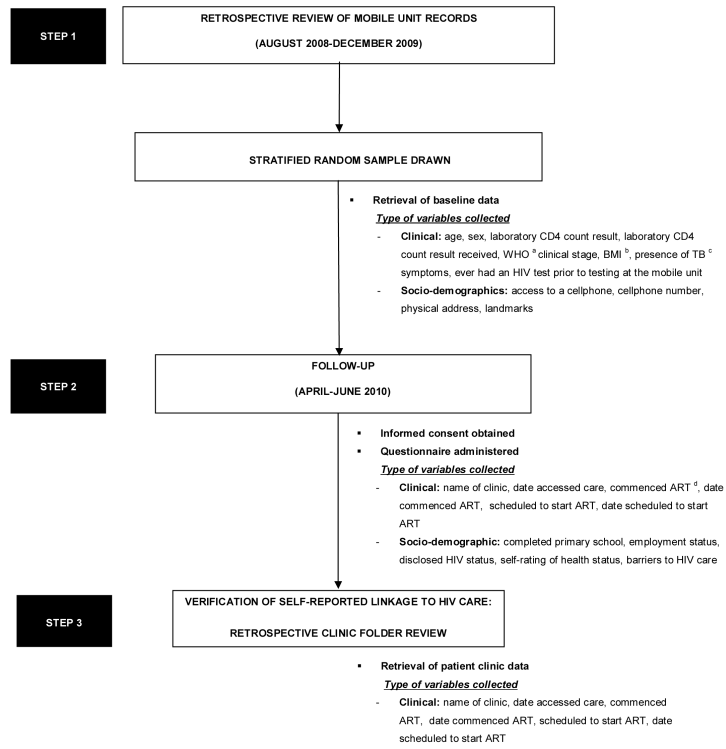 STEP 1
RETROSPECTIVE REVIEW OF MOBILE UNIT RECORDS
(AUGUST 2008-DECEMBER 2009)
STRATIFIED RANDOM SAMPLE DRAWN
▪ Retrieval of baseline data
Type of variables collected
- Clinical: age, sex, laboratory CD4 count result, laboratory CD4
count result received, WHO a clinical stage, BMI b, presence of TB c
symptoms, ever had an HIV test prior to testing at the mobile unit
- Socio-demographics: access to a cellphone, cellphone number,
physical address, landmarks
STEP 2
FOLLOW-UP
(APRIL-JUNE 2010)
▪ Informed consent obtained
▪ Questionnaire administered
Type of variables collected
- Clinical: name of clinic, date accessed care, commenced ART d, date
commenced ART, scheduled to start ART, date scheduled to start
ART
- Socio-demographic: completed primary school, employment status,
disclosed HIV status, self-rating of health status, barriers to HIV care
STEP 3
VERIFICATION OF SELF-REPORTED LINKAGE TO HIV CARE:
RETROSPECTIVE CLINIC FOLDER REVIEW
▪ Retrieval of patient clinic data
Type of variables collected
- Clinical: name of clinic, date accessed care, commenced
ART, date commenced ART, scheduled to start ART, date
scheduled to start ART